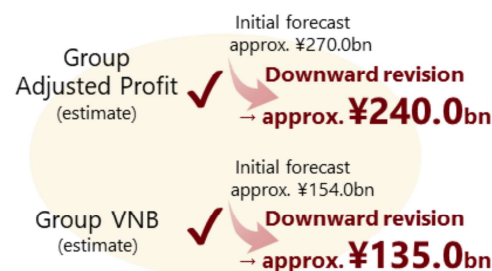 Initial forecast
approx. ¥270.0bn
Group
Adjusted Profit
(estimate)
Downward revision
→ approx. ¥240.0bn
Initial forecast
approx. ¥154.0bn
Group VNB
(estimate)
Downward revision
→ approx. ¥135.0bn